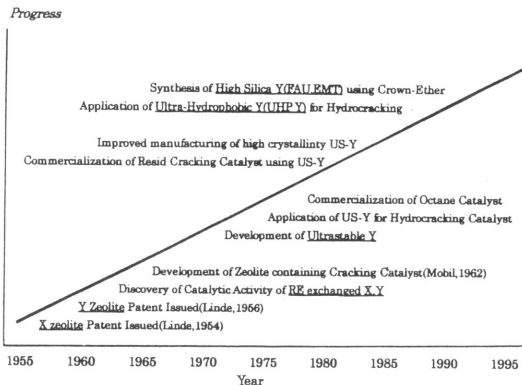 Progress
Synthesis of High Silica Y(FAU.EMT) using Crown-Ether
Application of Ultra-Hydrophobic Y(UHP.Y) for Hydrocracking
Improved manufacturing of high crystallinty US-Y
Commercialization of Resid Cracking Catalyst using US-Y
Commercialization of Octane Catalyst
Application of US-Y for Hydrocracking Catalyst
Development of Ultrastable Y
Development of Zeolite containing Cracking Catalyst(Mobil,1962)
Discovery of Catalytic Activity of RE exchanged X.Y
Y Zeolite Patent Issued(Linde,1956)
X zeolite Patent Issued(Linde,1954)
1955 1960 1965 1970 1975 1980 1985 1990 1995
Year